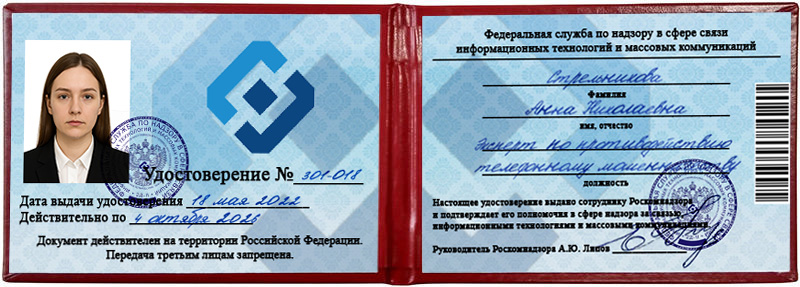 Удостоверение № 301-018
Дата выдачи удостоверения 18 мая 2022
Действительно по 4 октября 2026
Документ действителен на территории Российской Федерации.
Передача третьим лицам запрещена.
Федеральная служба по надзору в сфере связи
информационных технологий и массовых коммуникаций
Стрельникова
Фамилия
Анна Николаевна
имя, отчество
Эксперт по противодействию
телефонному мошенничеству
должность
Настоящее удостоверение выдано сотруднику Роскомнадзора
и подтверждает его полномочия в сфере надзора за связью,
информационными технологиями и массовыми коммуникациями.
Руководитель Роскомнадзора А.Ю. Липов